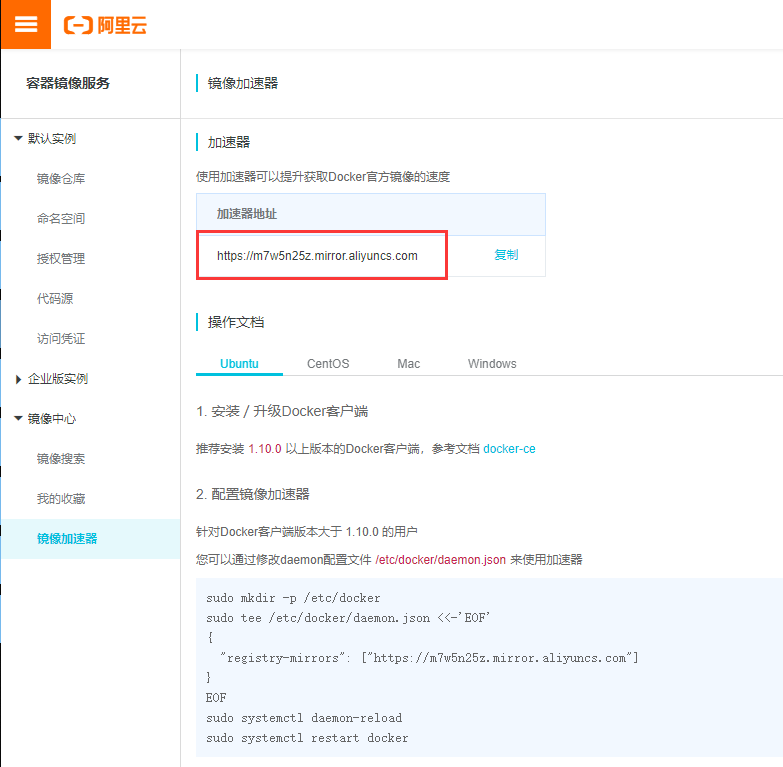 阿里云
容器镜像服务
镜像加速器
默认实例
镜像仓库
命名空间
授权管理
代码源
访问凭证
企业版实例
镜像中心
镜像搜索
我的收藏
镜像加速器
加速器
使用加速器可以提升获取Docker官方镜像的速度
加速器地址
https://m7w5n25z.mirror.aliyuncs.com 复制
操作文档
Ubuntu CentOS Mac Windows
1. 安装 / 升级Docker客户端
推荐安装 1.10.0 以上版本的Docker客户端，参考文档 docker-ce
2. 配置镜像加速器
针对Docker客户端版本大于 1.10.0 的用户
您可以通过修改daemon配置文件 /etc/docker/daemon.json 来使用加速器
sudo mkdir -p /etc/docker
sudo tee /etc/docker/daemon.json <<-'EOF'
{
"registry-mirrors": ["https://m7w5n25z.mirror.aliyuncs.com"]
}
EOF
sudo systemctl daemon-reload
sudo systemctl restart docker